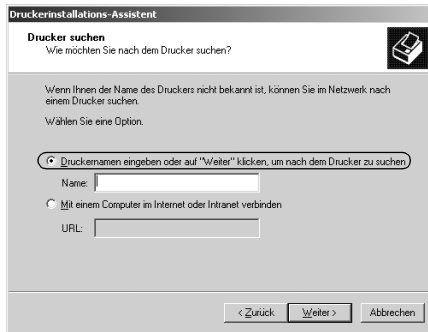 Druckerinstallations-Assistent
Drucker suchen
Wie möchten Sie nach dem Drucker suchen?
Wenn Ihnen der Name des Druckers nicht bekannt ist, können Sie im Netzwerk nach
einem Drucker suchen.
Wählen Sie eine Option.
Druckernamen eingeben oder auf "Weiter" klicken, um nach dem Drucker zu suchen
Name:
Mit einem Computer im Internet oder Intranet verbinden
URL:
< Zurück Weiter > Abbrechen